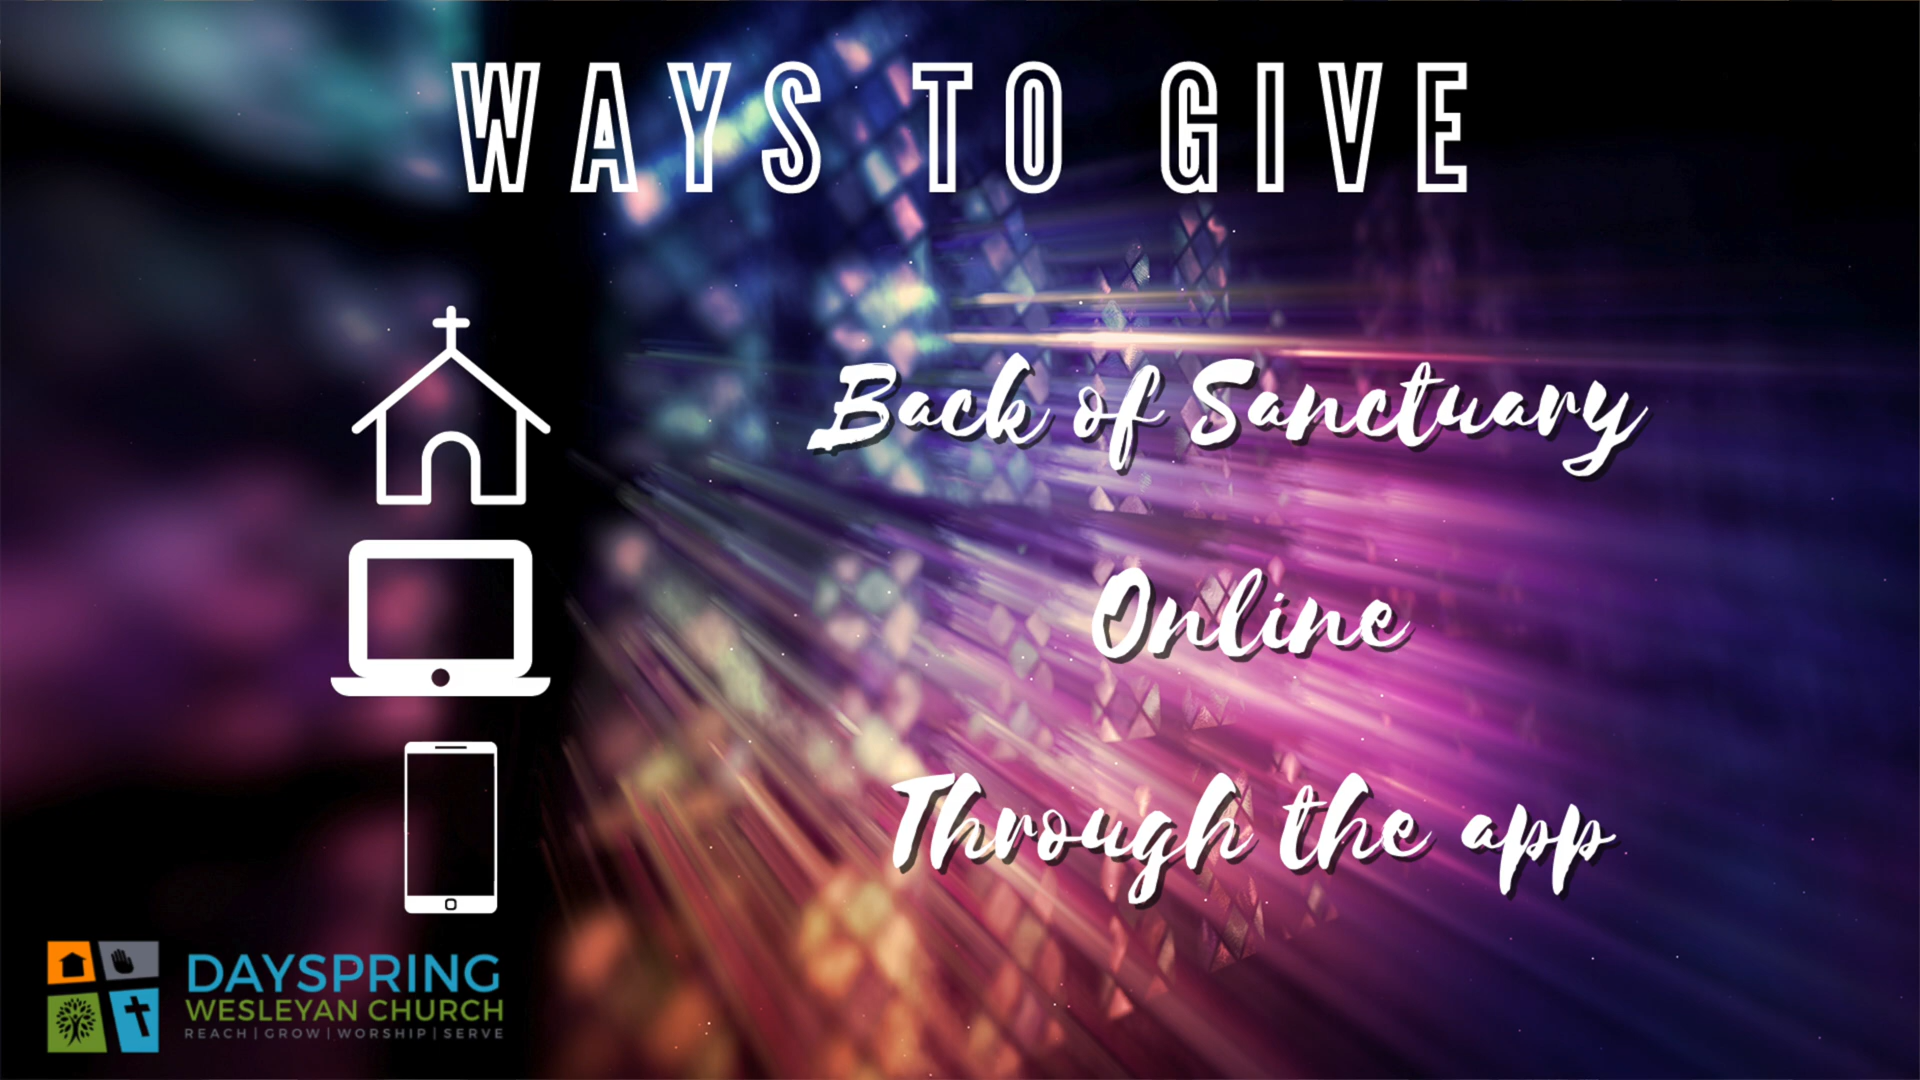 WAYS TO GIVE
Back of Sanctuary
Online
Through the app
DAYSPRING
WESLEYAN CHURCH
REACH | GROW | WORSHIP | SERVE